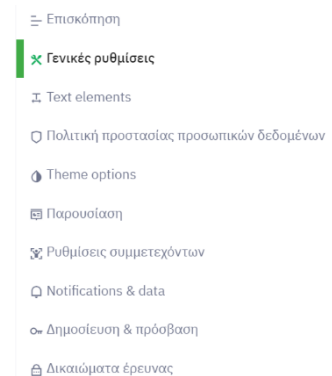 Επισκόπηση
Γενικές ρυθμίσεις
Text elements
Πολιτική προστασίας προσωπικών δεδομένων
Theme options
Παρουσίαση
Ρυθμίσεις συμμετεχόντων
Notifications & data
Δημοσίευση & πρόσβαση
Δικαιώματα έρευνας